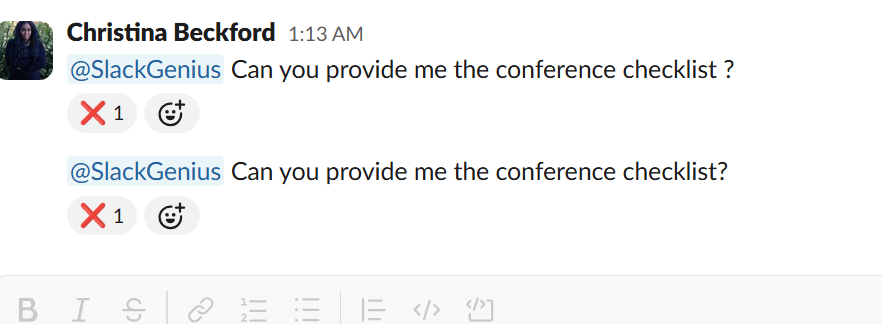 Christina Beckford 1:13 AM
@SlackGenius Can you provide me the conference checklist ?
❌ 1
@SlackGenius Can you provide me the conference checklist?
❌ 1
B I S